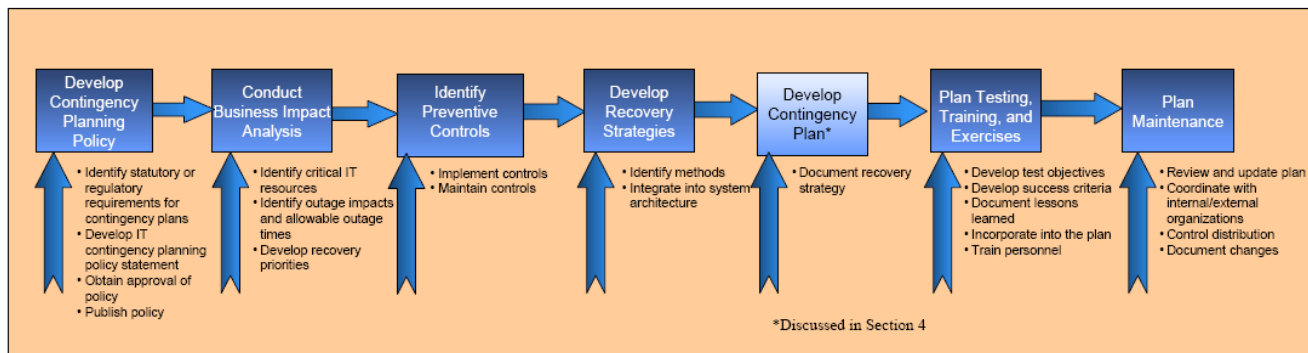 Develop
Contingency
Planning
Policy
Conduct
Business Impact
Analysis
Identify
Preventive
Controls
Develop
Recovery
Strategies
Develop
Contingency
Plan*
Plan Testing,
Training, and
Exercises
Plan
Maintenance
• Identify statutory or
regulatory
requirements for
contingency plans
• Develop IT
contingency planning
policy statement
• Obtain approval of
policy
• Publish policy
• Identify critical IT
resources
• Identify outage impacts
and allowable outage
times
• Develop recovery
priorities
• Implement controls
• Maintain controls
• Identify methods
• Integrate into system
architecture
• Document recovery
strategy
• Develop test objectives
• Develop success criteria
• Document lessons
learned
• Incorporate into the plan
• Train personnel
• Review and update plan
• Coordinate with
internal/external
organizations
• Control distribution
• Document changes
*Discussed in Section 4